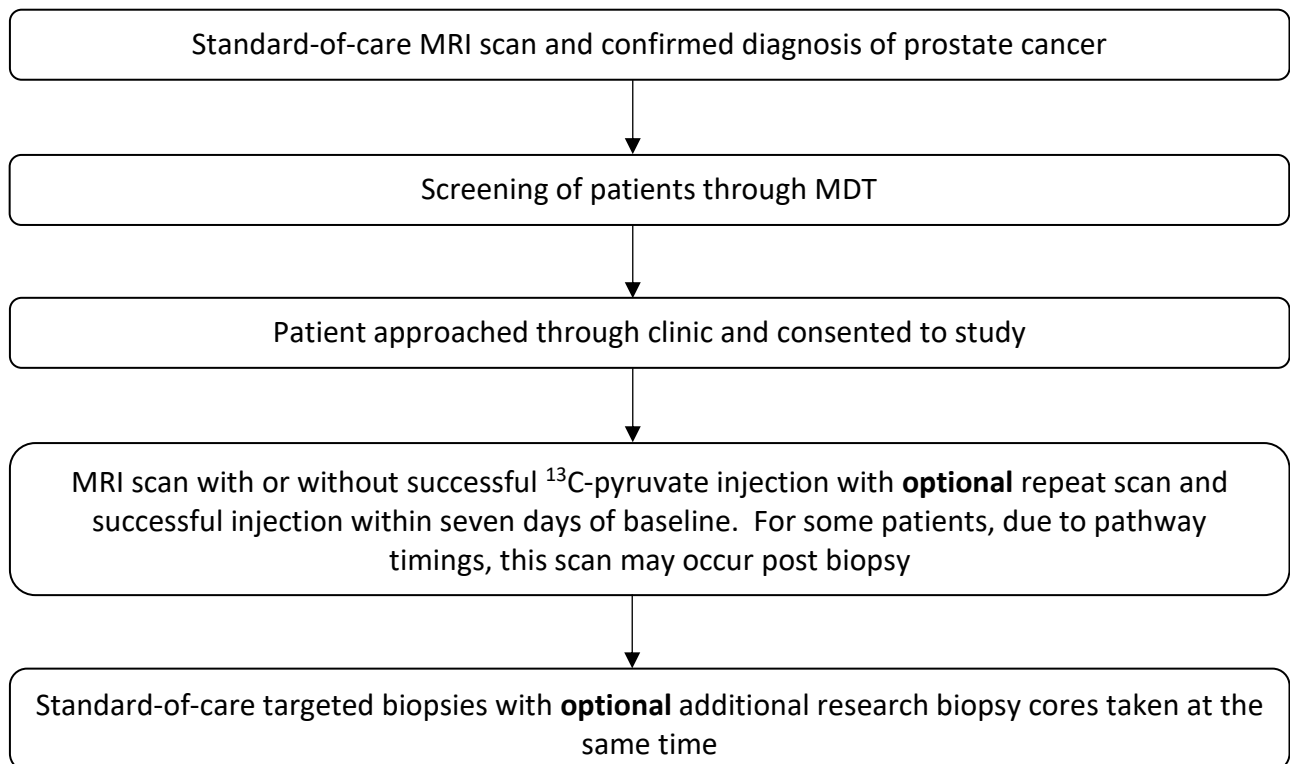 Standard-of-care MRI scan and confirmed diagnosis of prostate cancer
Screening of patients through MDT
Patient approached through clinic and consented to study
MRI scan with or without successful ¹³C-pyruvate injection with optional repeat scan and
successful injection within seven days of baseline.  For some patients, due to pathway
timings, this scan may occur post biopsy
Standard-of-care targeted biopsies with optional additional research biopsy cores taken at the
same time